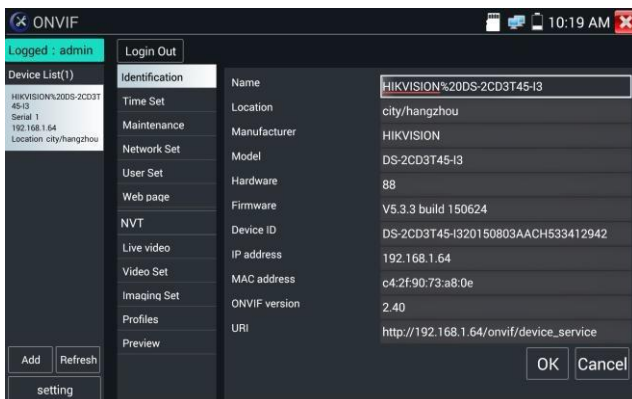 ONVIF
10:19 AM
Logged : admin
Login Out
Device List(1)
HIKVISION%20DS-2CD3T
45-I3
Serial 1
192.168.1.64
Location city/hangzhou
Identification
Time Set
Maintenance
Network Set
User Set
Web page
NVT
Live video
Video Set
Imaging Set
Profiles
Preview
Name HIKVISION%20DS-2CD3T45-I3
Location city/hangzhou
Manufacturer HIKVISION
Model DS-2CD3T45-I3
Hardware 88
Firmware V5.3.3 build 150624
Device ID DS-2CD3T45-I320150803AACH533412942
IP address 192.168.1.64
MAC address c4:2f:90:73:a8:0e
ONVIF version 2.40
URI http://192.168.1.64/onvif/device_service
Add Refresh
OK Cancel
setting